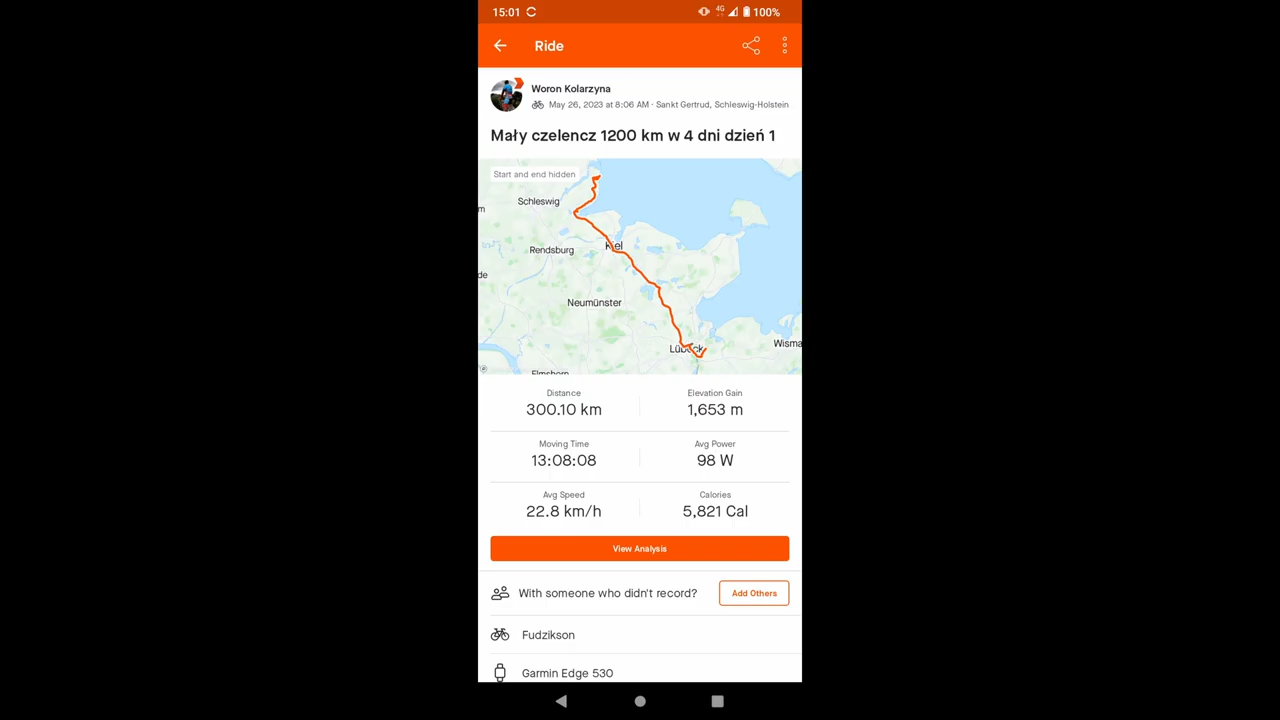 15:01
4G
100%
Ride
Woron Kolarzyna
May 26, 2023 at 8:06 AM · Sankt Gertrud, Schleswig-Holstein
Mały czelencz 1200 km w 4 dni dzień 1
Start and end hidden
Schleswig
m
Kiel
Rendsburg
de
Neumünster
Lübeck
Wisma
Elmshorn
Distance
300.10 km
Elevation Gain
1,653 m
Moving Time
13:08:08
Avg Power
98 W
Avg Speed
22.8 km/h
Calories
5,821 Cal
View Analysis
With someone who didn't record?
Add Others
Fudzikson
Garmin Edge 530